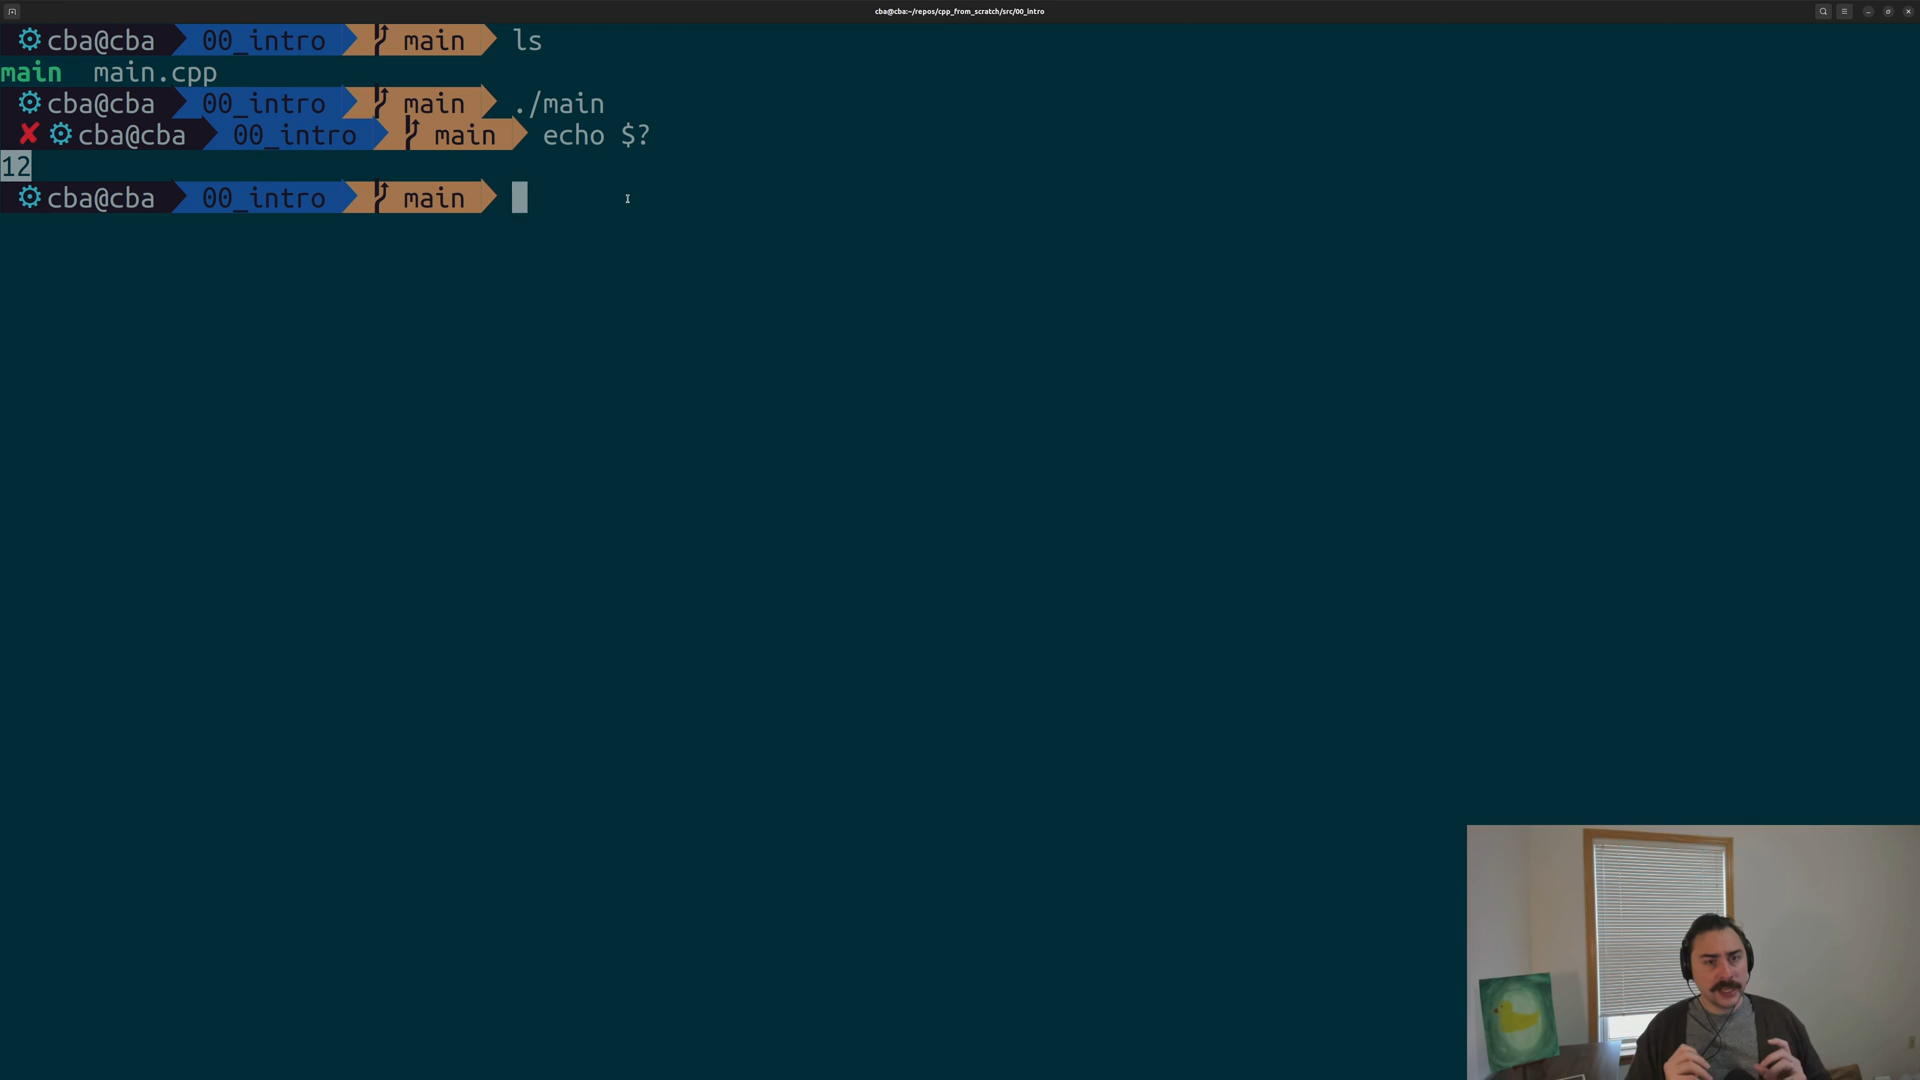 cba@cba:~/repos/cpp_from_scratch/src/00_intro
cba@cba 00_intro main ls
main main.cpp
cba@cba 00_intro main ./main
✘ cba@cba 00_intro main echo $?
12
cba@cba 00_intro main